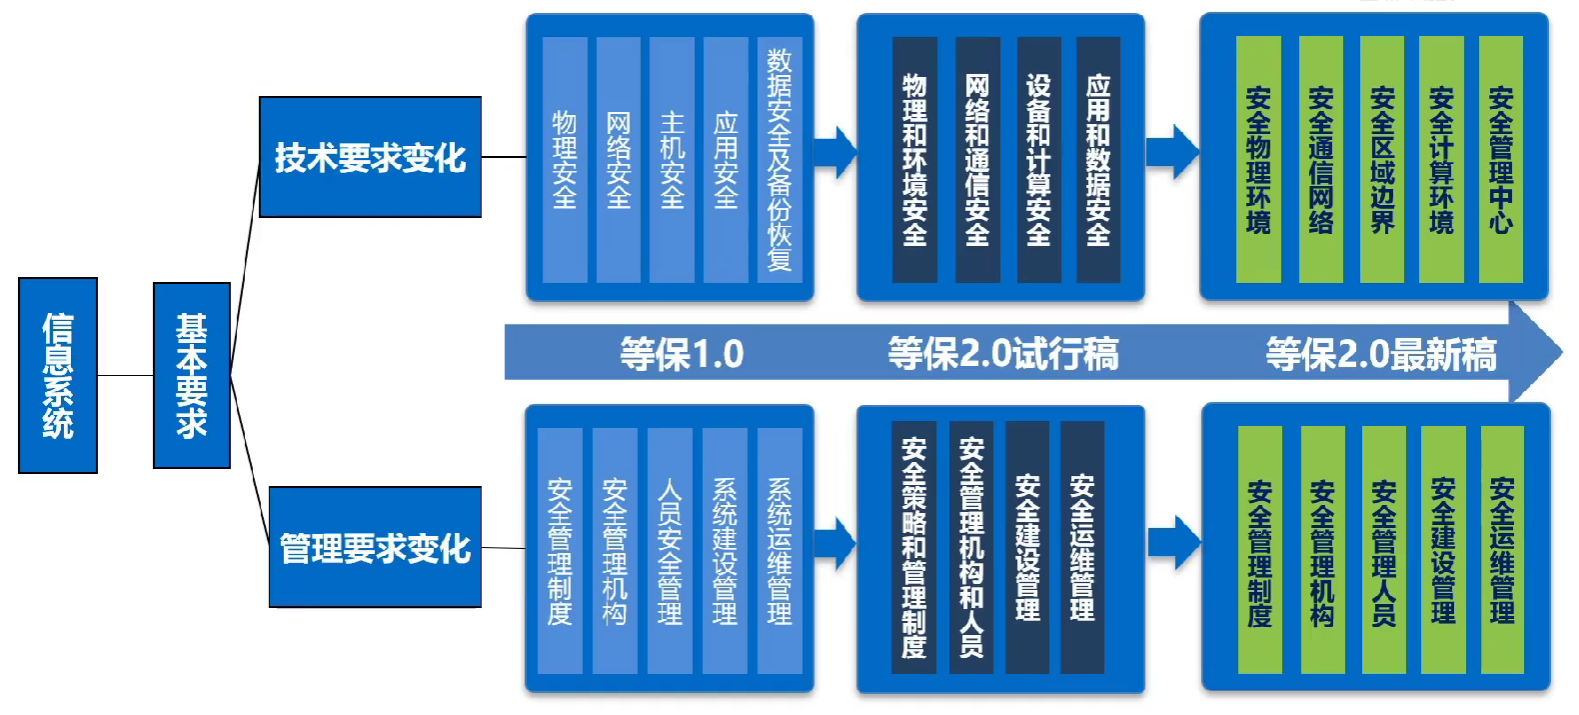 信息系统
基本要求
技术要求变化
物理安全
网络安全
主机安全
应用安全
数据安全及备份恢复
物理和环境安全
网络和通信安全
设备和计算安全
应用和数据安全
安全物理环境
安全通信网络
安全区域边界
安全计算环境
安全管理中心
等保1.0
等保2.0试行稿
等保2.0最新稿
管理要求变化
安全管理制度
安全管理机构
人员安全管理
系统建设管理
系统运维管理
安全策略和管理制度
安全管理机构和人员
安全建设管理
安全运维管理
安全管理制度
安全管理机构
安全管理人员
安全建设管理
安全运维管理